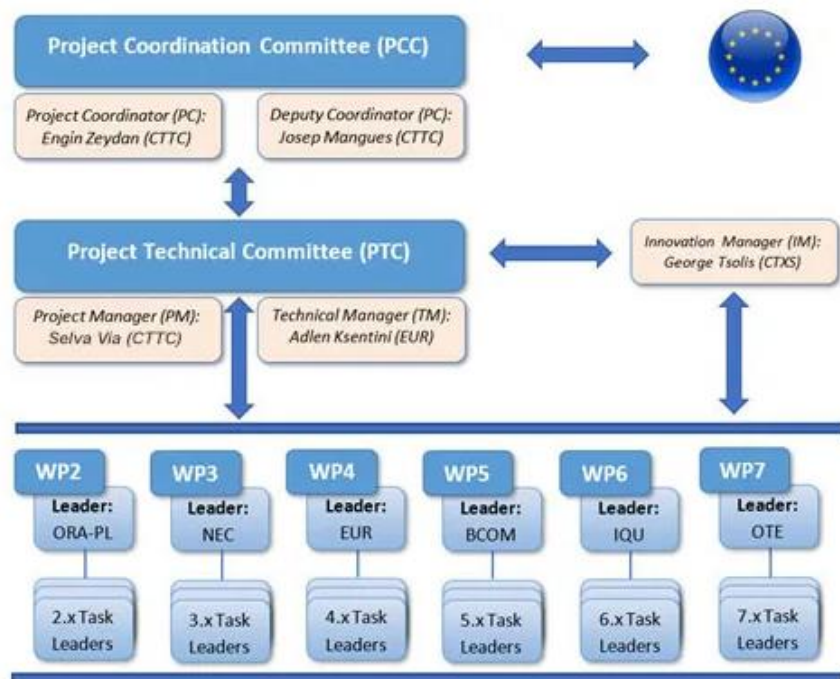 Project Coordination Committee (PCC)
Project Coordinator (PC):
Engin Zeydan (CTTC)
Deputy Coordinator (PC):
Josep Mangues (CTTC)
Project Technical Committee (PTC)
Innovation Manager (IM):
George Tsolis (CTXS)
Project Manager (PM):
Selva Via (CTTC)
Technical Manager (TM):
Adlen Ksentini (EUR)
WP2
Leader:
ORA-PL
2.x Task
Leaders
WP3
Leader:
NEC
3.x Task
Leaders
WP4
Leader:
EUR
4.x Task
Leaders
WP5
Leader:
BCOM
5.x Task
Leaders
WP6
Leader:
IQU
6.x Task
Leaders
WP7
Leader:
OTE
7.x Task
Leaders